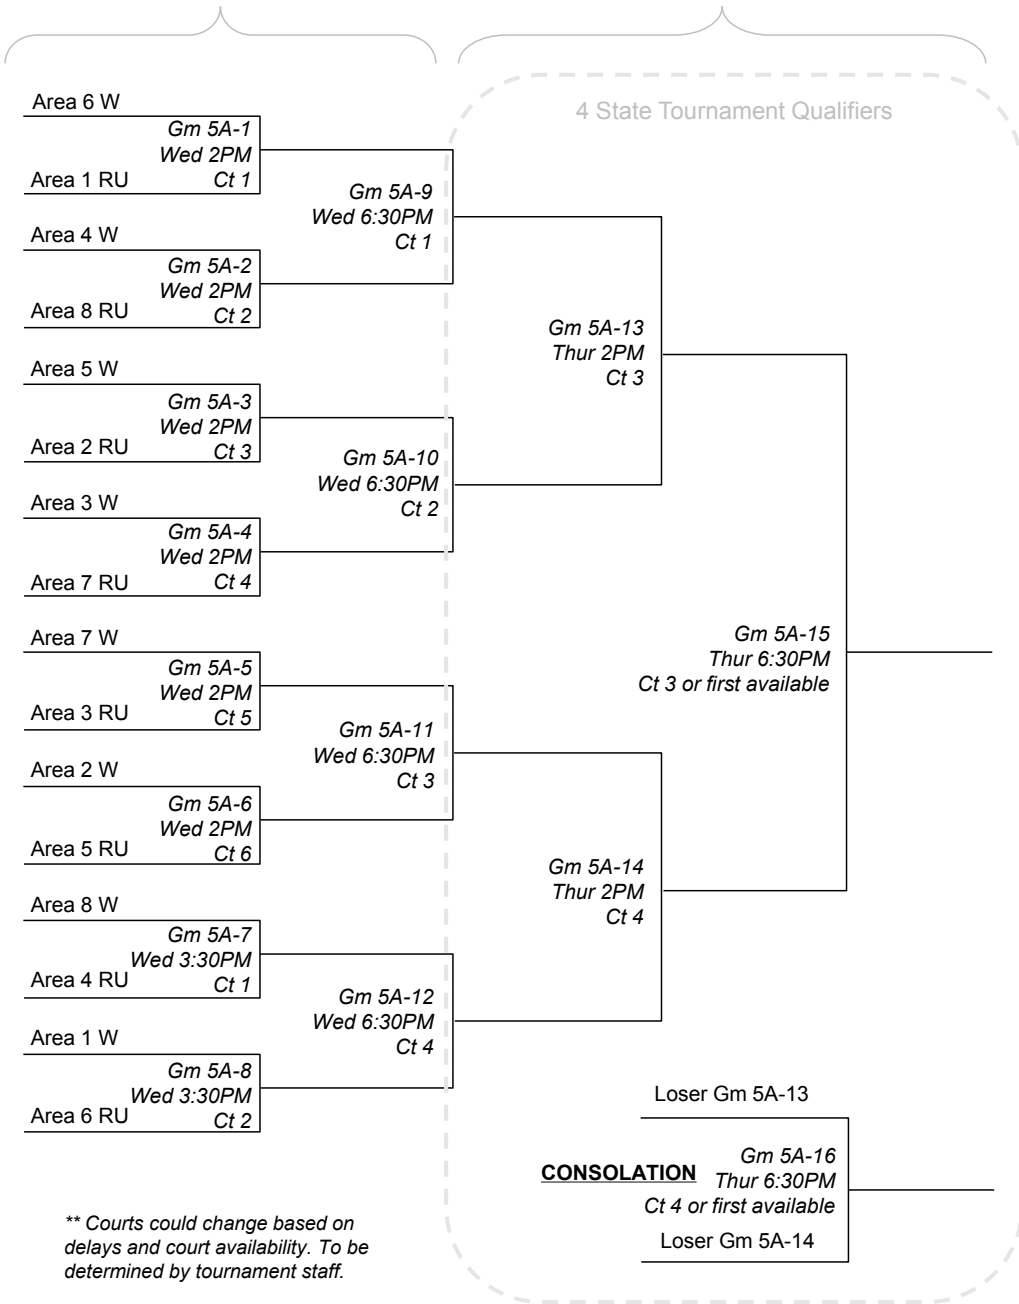 4 State Tournament Qualifiers
Area 6 W
Gm 5A-1
Wed 2PM
Area 1 RU
Ct 1
Gm 5A-9
Wed 6:30PM
Ct 1
Area 4 W
Gm 5A-2
Wed 2PM
Area 8 RU
Ct 2
Gm 5A-13
Thur 2PM
Ct 3
Area 5 W
Gm 5A-3
Wed 2PM
Area 2 RU
Ct 3
Gm 5A-10
Wed 6:30PM
Ct 2
Area 3 W
Gm 5A-4
Wed 2PM
Area 7 RU
Ct 4
Gm 5A-15
Thur 6:30PM
Ct 3 or first available
Area 7 W
Gm 5A-5
Wed 2PM
Area 3 RU
Ct 5
Gm 5A-11
Wed 6:30PM
Ct 3
Area 2 W
Gm 5A-6
Wed 2PM
Area 5 RU
Ct 6
Gm 5A-14
Thur 2PM
Ct 4
Area 8 W
Gm 5A-7
Wed 3:30PM
Area 4 RU
Ct 1
Gm 5A-12
Wed 6:30PM
Ct 4
Area 1 W
Gm 5A-8
Wed 3:30PM
Area 6 RU
Ct 2
Loser Gm 5A-13
CONSOLATION
Gm 5A-16
Thur 6:30PM
Ct 4 or first available
Loser Gm 5A-14
** Courts could change based on
delays and court availability. To be
determined by tournament staff.